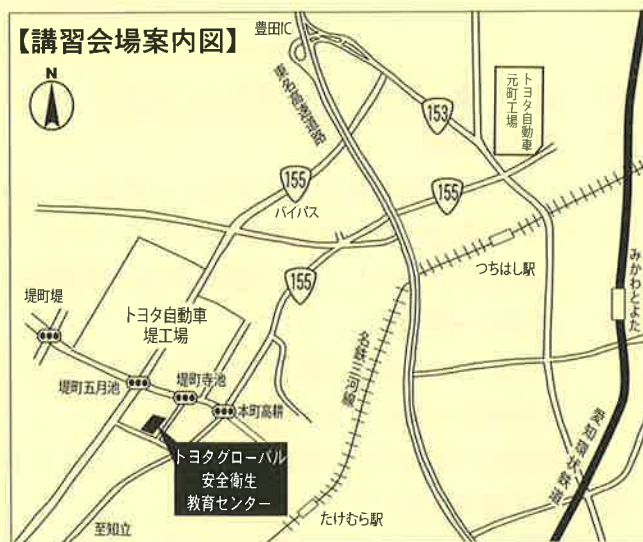 【講習会場案内図】
豊田IC
N
東名高速道路
153
トヨタ自動車
元町工場
155
バイパス
155
つちはし駅
みかわとよた
155
堤町堤
トヨタ自動車
堤工場
名鉄三河線
堤町五月池
堤町寺池
本町高耕
愛知環状鉄道
トヨタグローバル
安全衛生
教育センター
たけむら駅
至知立